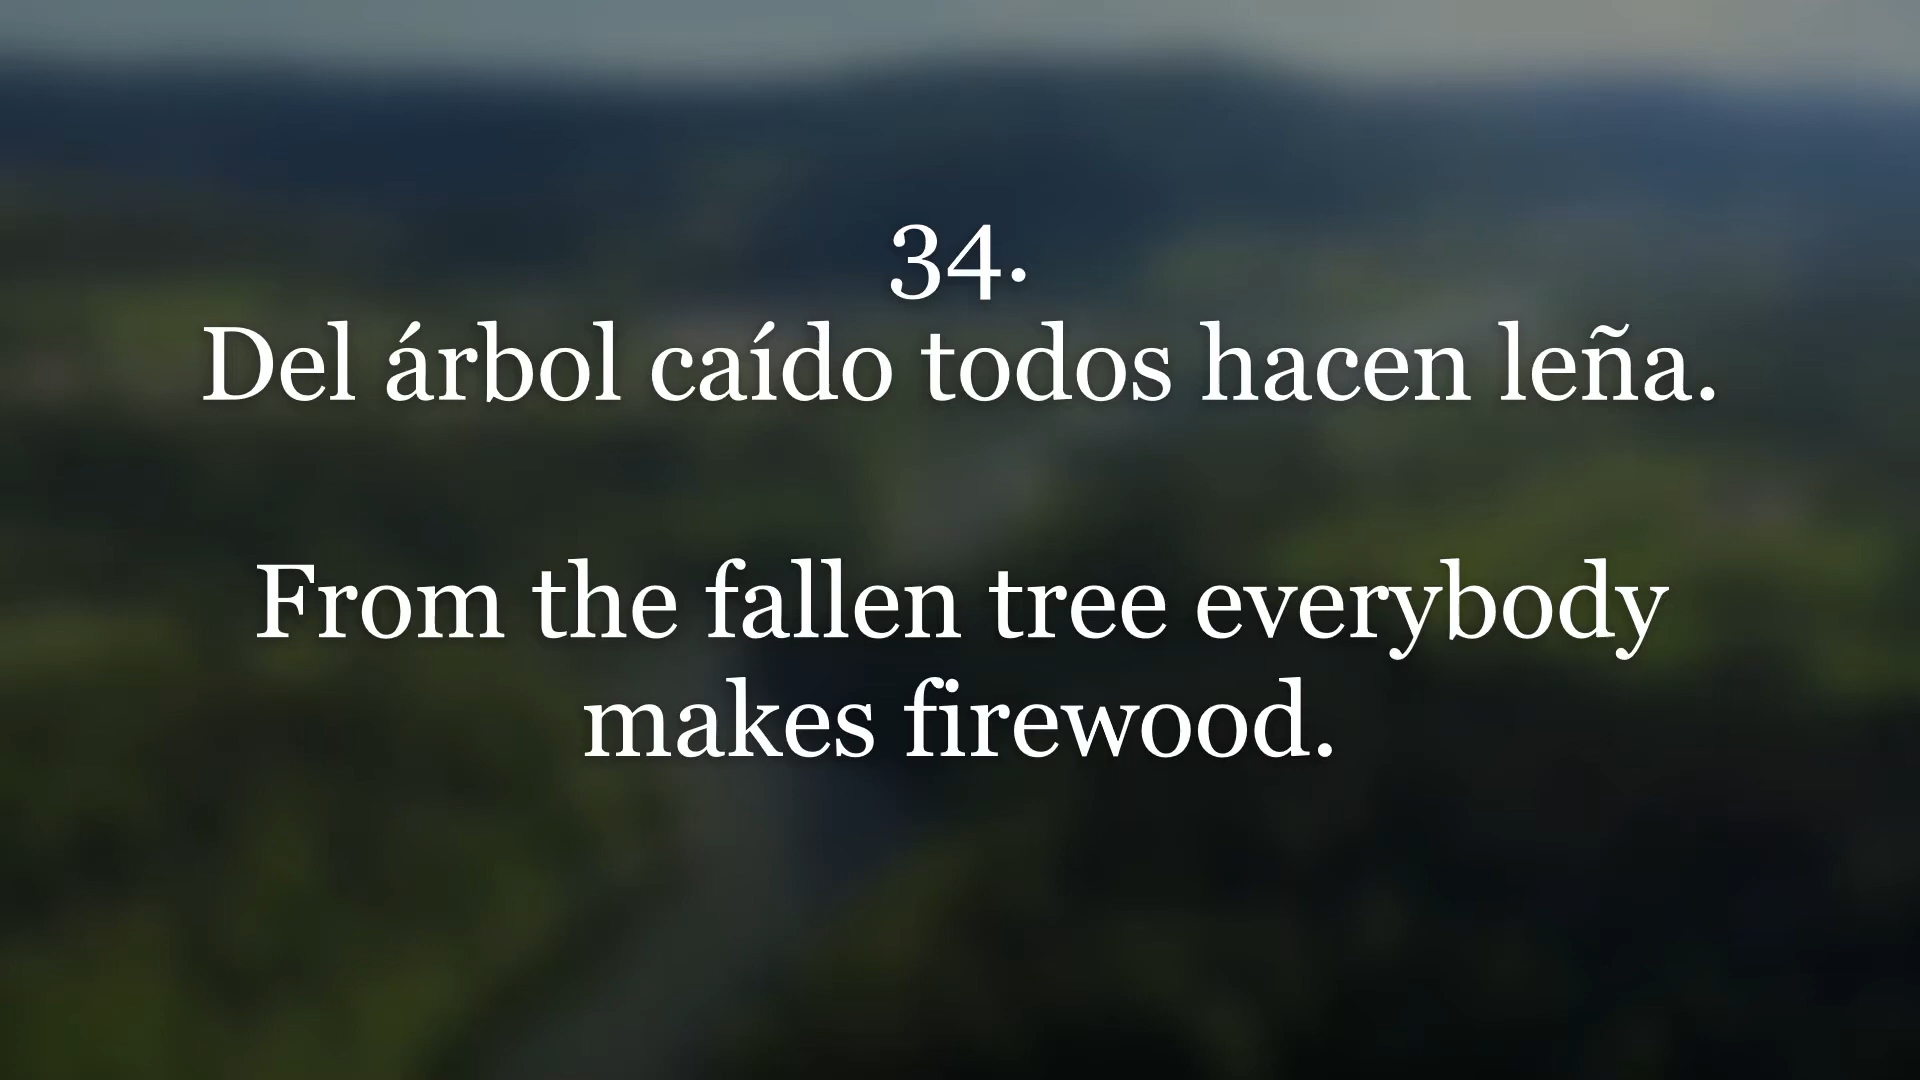 34.
Del árbol caído todos hacen leña.
From the fallen tree everybody
makes firewood.